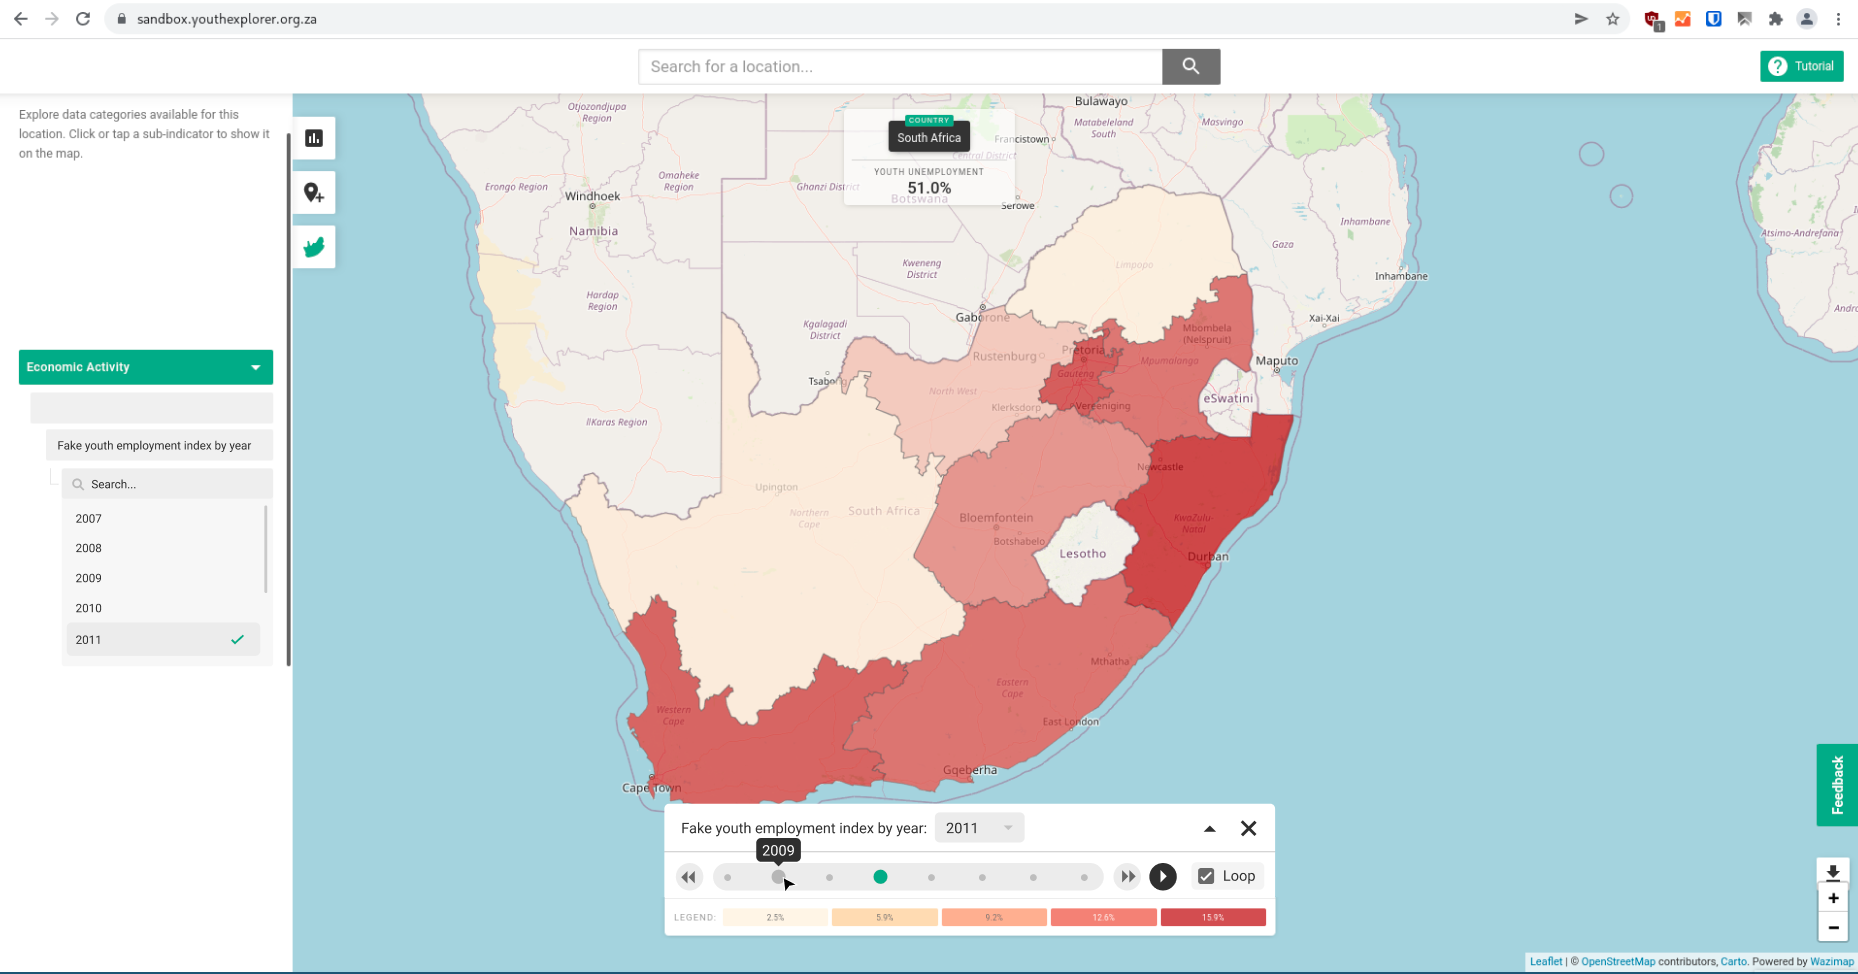 sandbox.youthexplorer.org.za
1
Search for a location...
Tutorial
Explore data categories available for this
location. Click or tap a sub-indicator to show it
on the map.
Economic Activity
Fake youth employment index by year
Search...
2007
2008
2009
2010
2011
COUNTRY
South Africa
YOUTH UNEMPLOYMENT
51.0%
Otjozondjupa
Region
Bulawayo
Matabeleland
South
Masvingo
Francistown
Central District
Erongo Region
Omaheke
Region
Ghanzi District
Botswana
Windhoek
Serowe
Namibia
Inhambane
Atsimo-Andrefana
Gaza
Limpopo
Kweneng
District
Inhambane
Hardap
Region
Gaborone
Xai-Xai
Kgalagadi
District
Mbombela
(Nelspruit)
Rustenburg
Pretoria
Mpumalanga
Maputo
Gauteng
Tsabong
North West
eSwatini
Klerksdorp
Vereeniging
ǁKaras Region
Newcastle
Upington
Northern
Cape
South Africa
Bloemfontein
KwaZulu-
Natal
Botshabelo
Lesotho
Durban
Mthatha
Eastern
Cape
Western
Cape
East London
Gqeberha
Cape Town
Feedback
Fake youth employment index by year:
2011
2009
Loop
LEGEND:
2.5%
5.9%
9.2%
12.6%
15.9%
+
−
Leaflet | © OpenStreetMap contributors, Carto. Powered by Wazimap